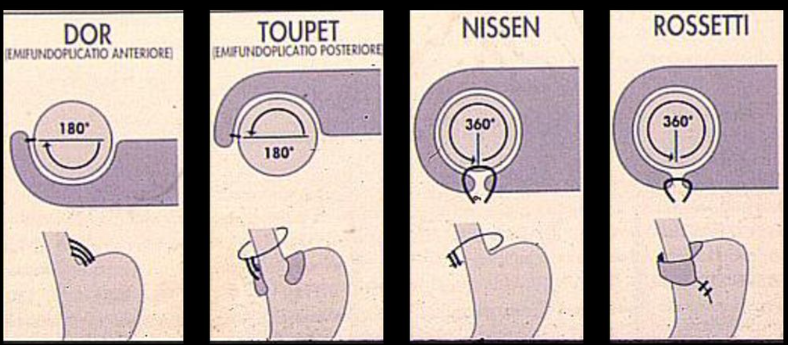 DOR
(EMIFUNDOPLICATIO ANTERIORE)
180°
TOUPET
(EMIFUNDOPLICATIO POSTERIORE
180°
NISSEN
360°
ROSSETTI
360°